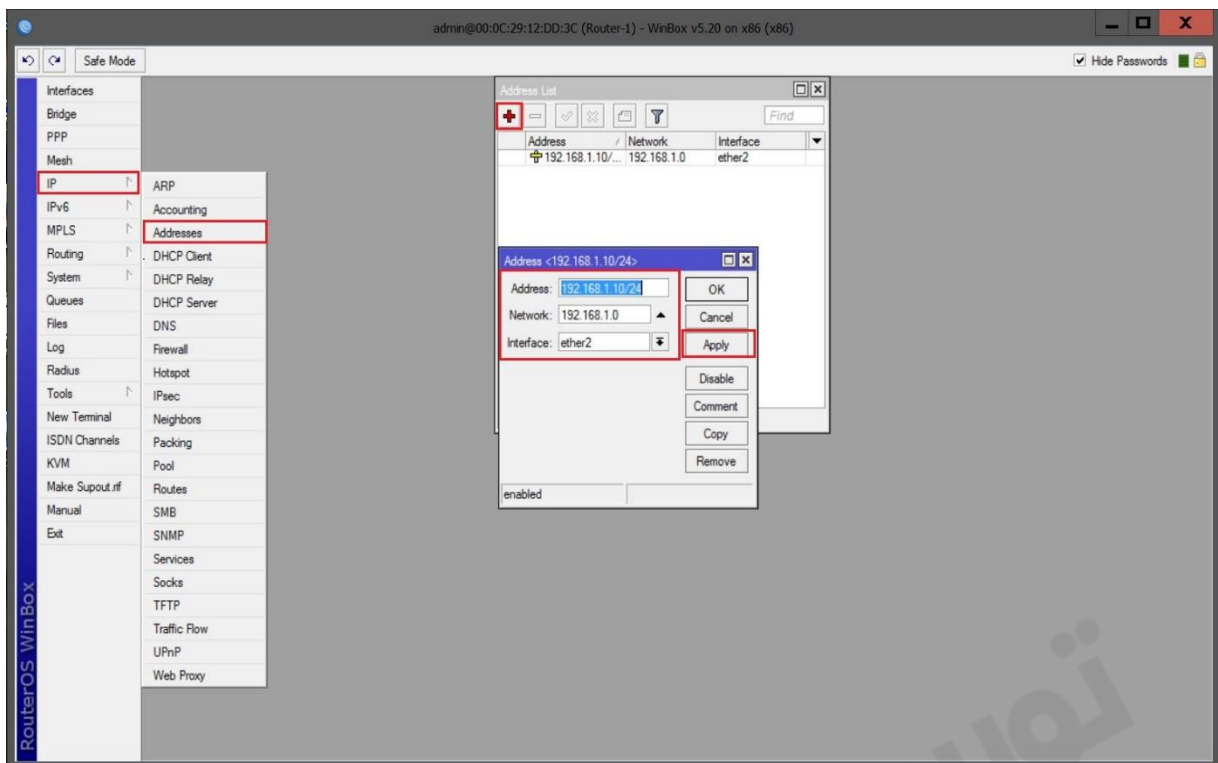 admin@00:0C:29:12:DD:3C (Router-1) - WinBox v5.20 on x86 (x86)
Safe Mode
Hide Passwords
Interfaces
Bridge
PPP
Mesh
IP
IPv6
MPLS
Routing
System
Queues
Files
Log
Radius
Tools
New Terminal
ISDN Channels
KVM
Make Supout.rif
Manual
Exit
RouterOS WinBox
ARP
Accounting
Addresses
DHCP Client
DHCP Relay
DHCP Server
DNS
Firewall
Hotspot
IPsec
Neighbors
Packing
Pool
Routes
SMB
SNMP
Services
Socks
TFTP
Traffic Flow
UPnP
Web Proxy
Address List
Find
Address / Network Interface
192.168.1.10/... 192.168.1.0 ether2
Address <192.168.1.10/24>
Address: 192.168.1.10/24
Network: 192.168.1.0
Interface: ether2
OK
Cancel
Apply
Disable
Comment
Copy
Remove
enabled